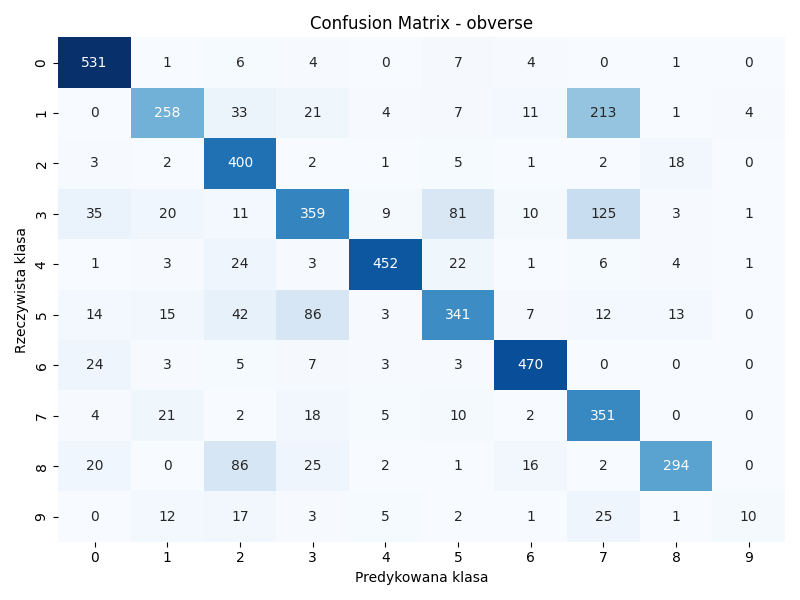 Confusion Matrix - obverse
Rzeczywista klasa
0 531 1 6 4 0 7 4 0 1 0
1 0 258 33 21 4 7 11 213 1 4
2 3 2 400 2 1 5 1 2 18 0
3 35 20 11 359 9 81 10 125 3 1
4 1 3 24 3 452 22 1 6 4 1
5 14 15 42 86 3 341 7 12 13 0
6 24 3 5 7 3 3 470 0 0 0
7 4 21 2 18 5 10 2 351 0 0
8 20 0 86 25 2 1 16 2 294 0
9 0 12 17 3 5 2 1 25 1 10
0 1 2 3 4 5 6 7 8 9
Predykowana klasa